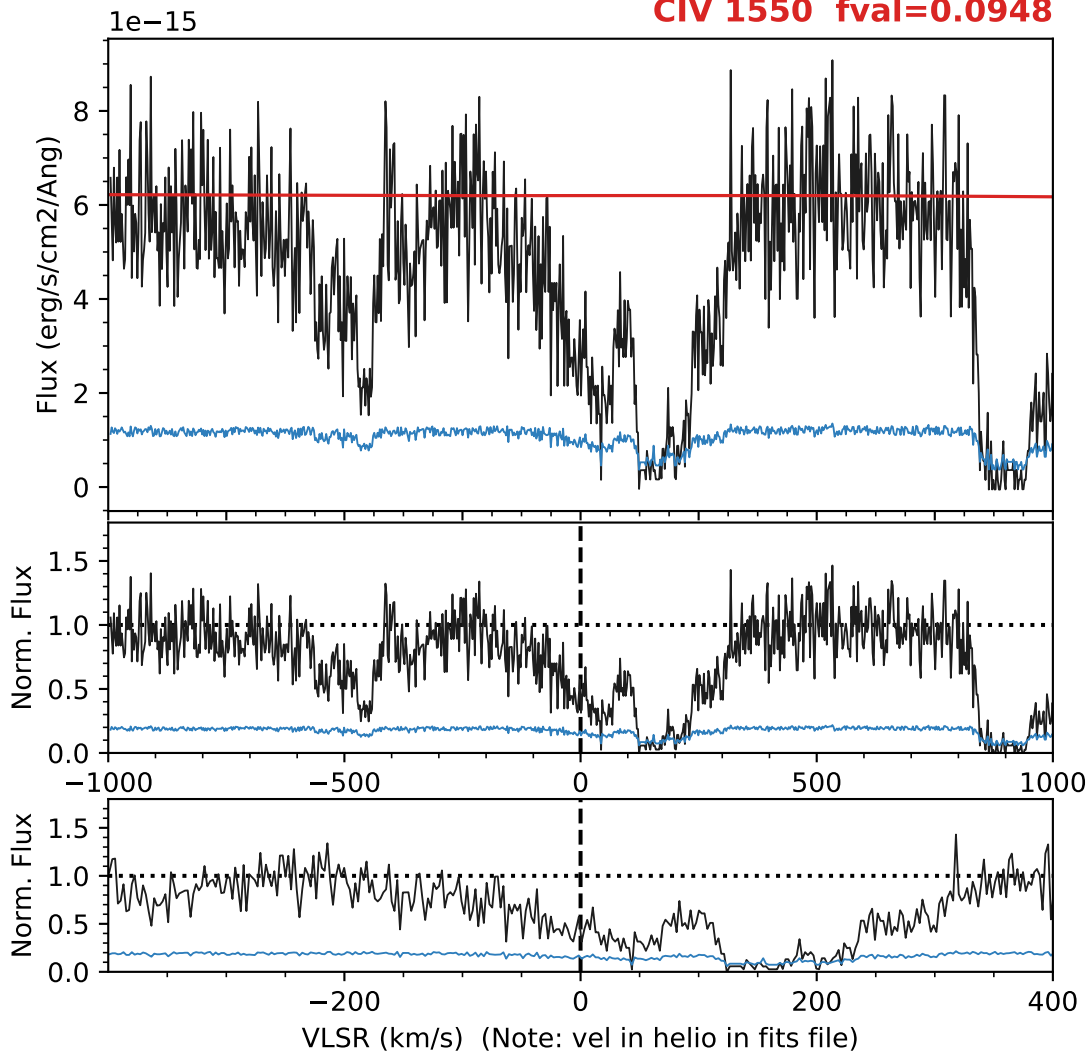 CIV 1550 fval=0.0948
1e−15
8
6
4
2
0
Flux (erg/s/cm2/Ang)
1.5
1.0
0.5
0.0
Norm. Flux
−1000 −500 0 500 1000
1.5
1.0
0.5
0.0
Norm. Flux
−200 0 200 400
VLSR (km/s) (Note: vel in helio in fits file)